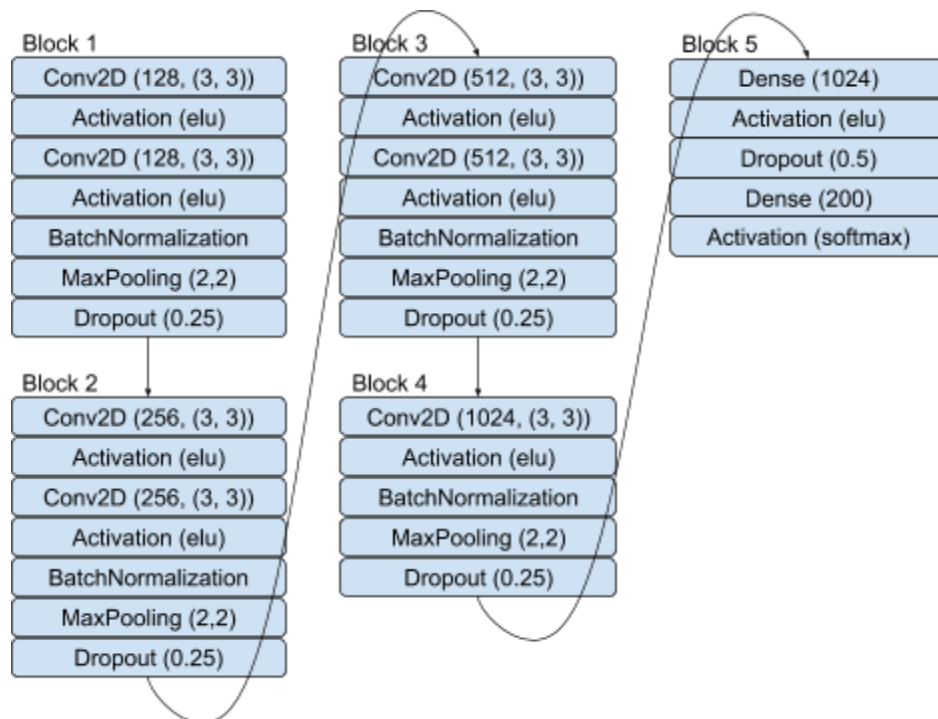 Block 1
Conv2D (128, (3, 3))
Activation (elu)
Conv2D (128, (3, 3))
Activation (elu)
BatchNormalization
MaxPooling (2,2)
Dropout (0.25)
Block 2
Conv2D (256, (3, 3))
Activation (elu)
Conv2D (256, (3, 3))
Activation (elu)
BatchNormalization
MaxPooling (2,2)
Dropout (0.25)
Block 3
Conv2D (512, (3, 3))
Activation (elu)
Conv2D (512, (3, 3))
Activation (elu)
BatchNormalization
MaxPooling (2,2)
Dropout (0.25)
Block 4
Conv2D (1024, (3, 3))
Activation (elu)
BatchNormalization
MaxPooling (2,2)
Dropout (0.25)
Block 5
Dense (1024)
Activation (elu)
Dropout (0.5)
Dense (200)
Activation (softmax)